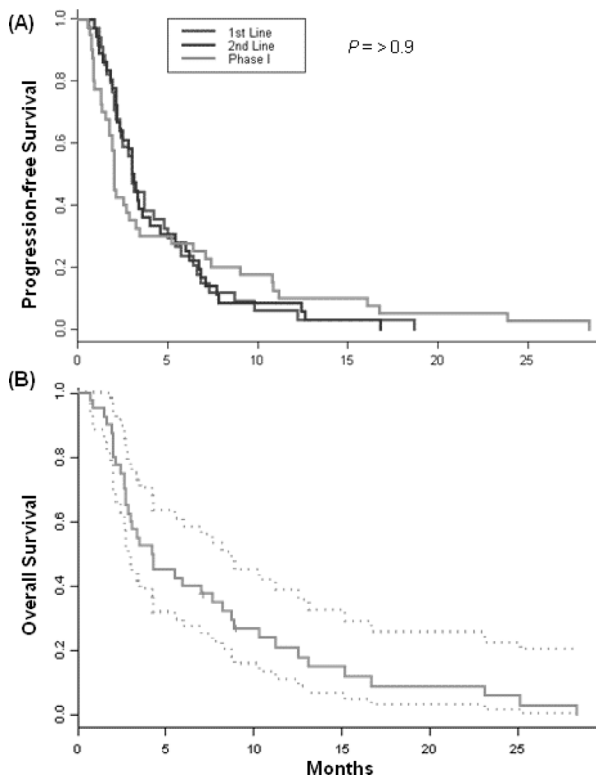 (A)
1st Line
2nd Line
Phase I
P = > 0.9
Progression-free Survival
1.0
0.8
0.6
0.4
0.2
0.0
0 5 10 15 20 25
(B)
Overall Survival
1.0
0.8
0.6
0.4
0.2
0.0
0 5 10 15 20 25
Months